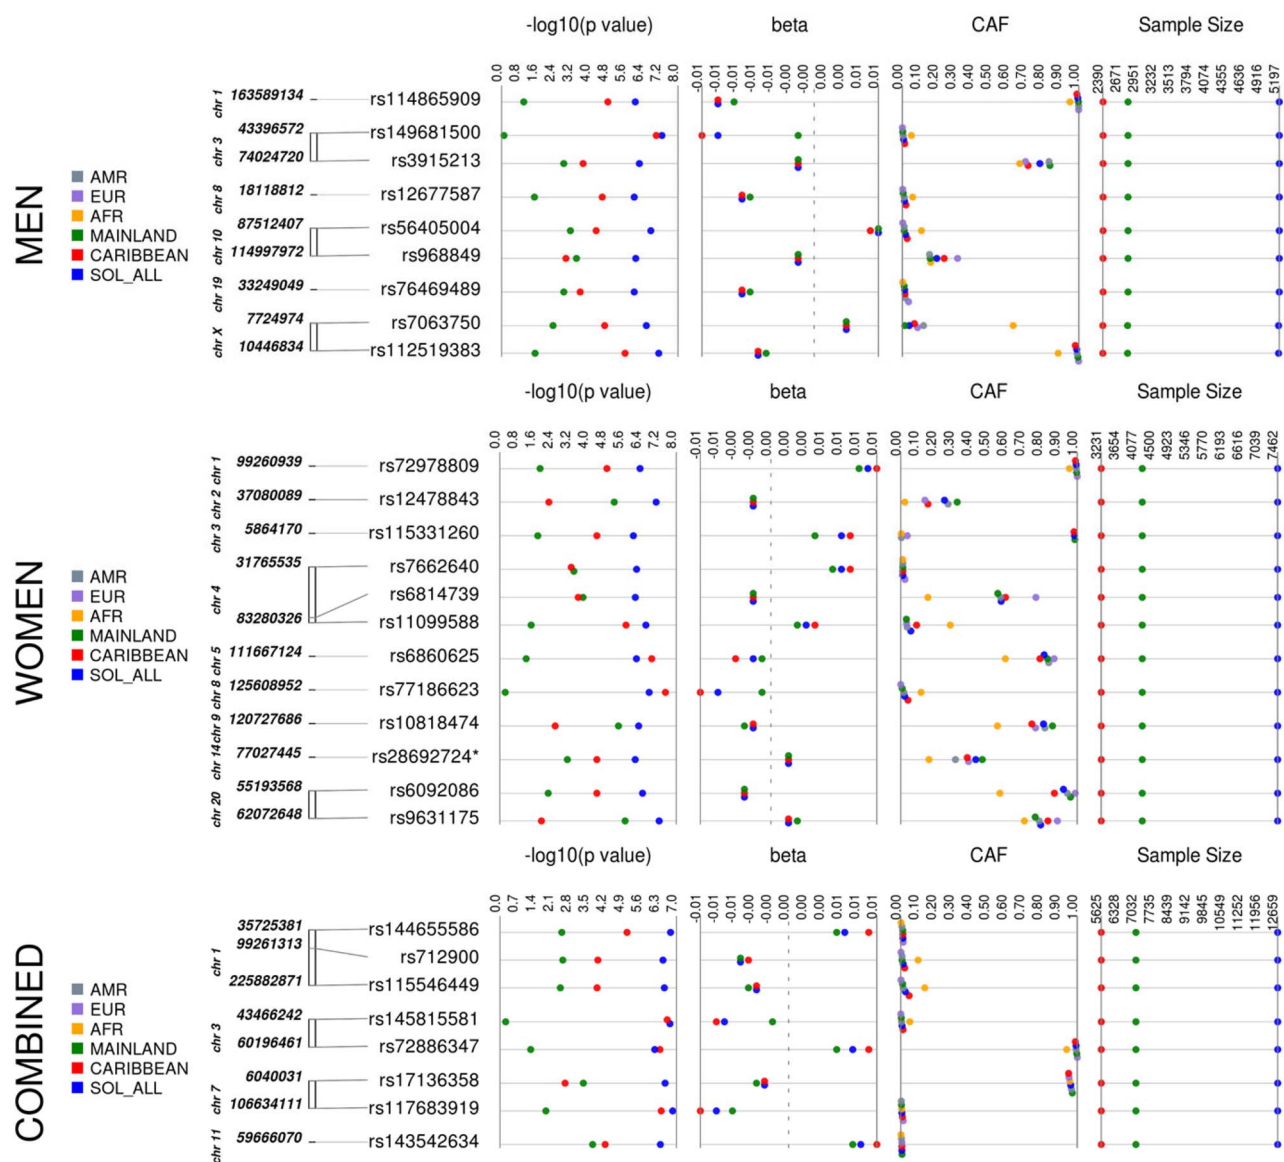 -log10(p value) beta CAF Sample Size
0.0 0.8 1.6 2.4 3.2 4.0 4.8 5.6 6.4 7.2 8.0 -0.01 -0.01 -0.01 -0.00 -0.00 -0.00 -0.00 0.00 0.00 0.01 0.01 0.00 0.10 0.20 0.30 0.40 0.50 0.60 0.70 0.80 0.90 1.00 2390 2671 2951 3232 3513 3794 4074 4355 4636 4916 5197
MEN
AMR
EUR
AFR
MAINLAND
CARIBBEAN
SOL_ALL
chr 1 163589134 rs114865909
chr 3 43396572 rs149681500
74024720 rs3915213
chr 8 18118812 rs12677587
chr 10 87512407 rs56405004
114997972 rs968849
chr 19 33249049 rs76469489
chr X 7724974 rs7063750
10446834 rs112519383
-log10(p value) beta CAF Sample Size
0.0 0.8 1.6 2.4 3.2 4.0 4.8 5.6 6.4 7.2 8.0 -0.01 -0.01 -0.00 -0.00 -0.00 0.00 0.00 0.01 0.01 0.01 0.00 0.10 0.20 0.30 0.40 0.50 0.60 0.70 0.80 0.90 1.00 3231 3654 4077 4500 4923 5346 5770 6193 6616 7039 7462
WOMEN
AMR
EUR
AFR
MAINLAND
CARIBBEAN
SOL_ALL
chr 1 99260939 rs72978809
chr 2 37080089 rs12478843
chr 3 5864170 rs115331260
chr 4 31765535 rs7662640
rs6814739
83280326 rs11099588
chr 5 111667124 rs6860625
chr 8 125608952 rs77186623
chr 9 120727686 rs10818474
chr 14 77027445 rs28692724*
chr 20 55193568 rs6092086
62072648 rs9631175
-log10(p value) beta CAF Sample Size
0.0 0.7 1.4 2.1 2.8 3.5 4.2 4.9 5.6 6.3 7.0 -0.01 -0.01 -0.01 -0.00 -0.00 0.00 0.00 0.01 0.01 0.01 0.00 0.10 0.20 0.30 0.40 0.50 0.60 0.70 0.80 0.90 1.00 5625 6328 7032 7735 8439 9142 9845 10549 11252 11956 12659
COMBINED
AMR
EUR
AFR
MAINLAND
CARIBBEAN
SOL_ALL
chr 1 35725381 rs144655586
99261313 rs712900
225882871 rs115546449
chr 3 43466242 rs145815581
60196461 rs72886347
chr 7 6040031 rs17136358
106634111 rs117683919
chr 11 59666070 rs143542634